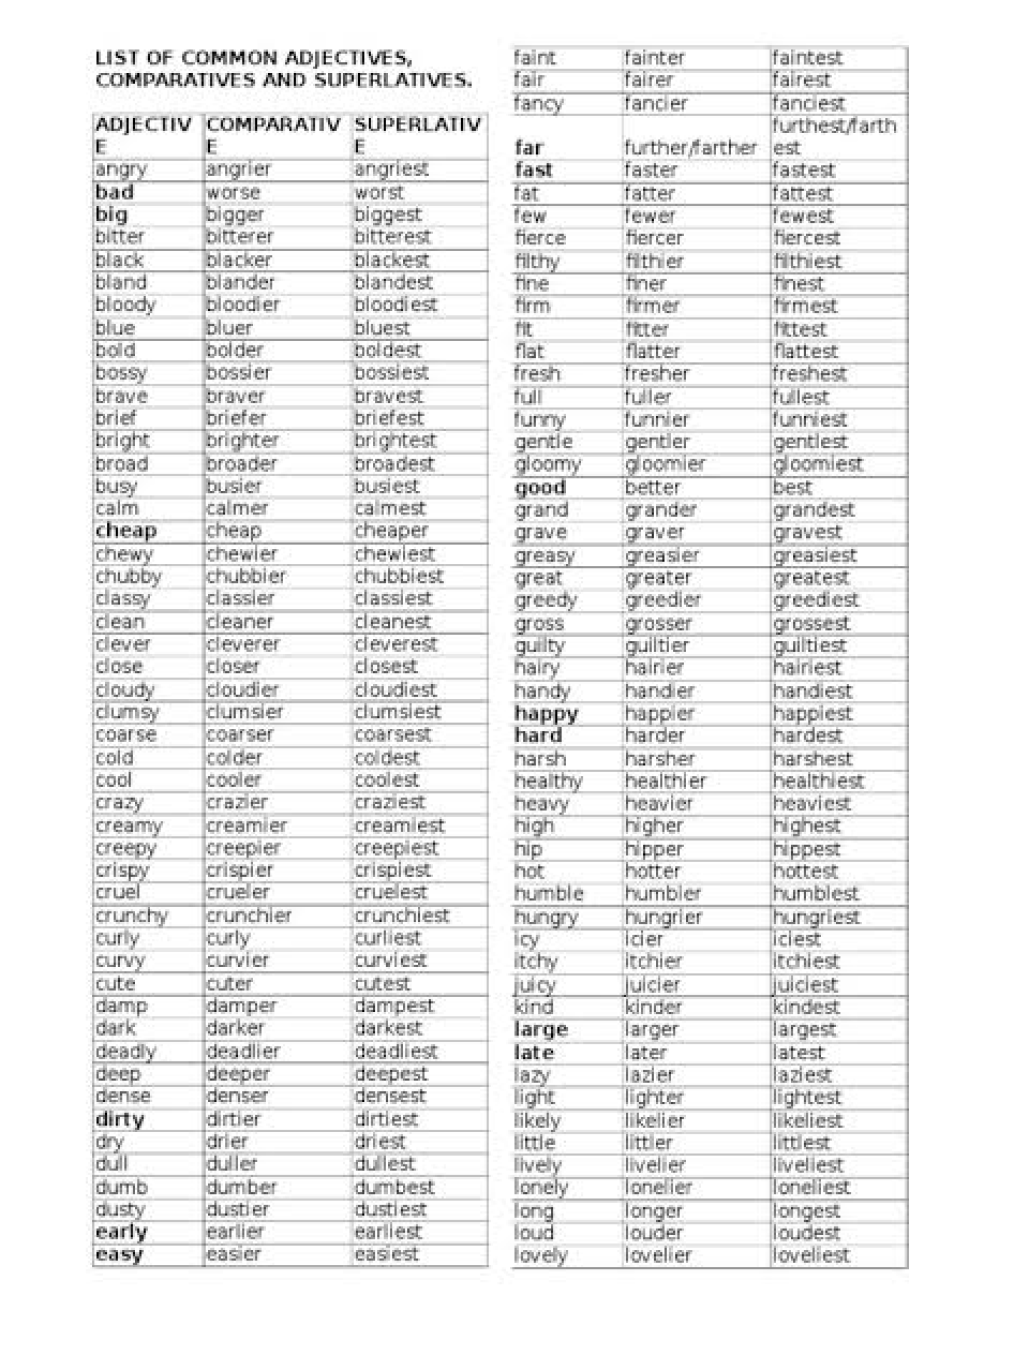 LIST OF COMMON ADJECTIVES,
COMPARATIVES AND SUPERLATIVES.
ADJECTIV COMPARATIV SUPERLATIV
E E E
angry angrier angriest
bad worse worst
big bigger biggest
bitter bitterer bitterest
black blacker blackest
bland blander blandest
bloody bloodier bloodiest
blue bluer bluest
bold bolder boldest
bossy bossier bossiest
brave braver bravest
brief briefer briefest
bright brighter brightest
broad broader broadest
busy busier busiest
calm calmer calmest
cheap cheap cheaper
chewy chewier chewiest
chubby chubbier chubbiest
classy classier classiest
clean cleaner cleanest
clever cleverer cleverest
close closer closest
cloudy cloudier cloudiest
clumsy clumsier clumsiest
coarse coarser coarsest
cold colder coldest
cool cooler coolest
crazy crazier craziest
creamy creamier creamiest
creepy creepier creepiest
crispy crispier crispiest
cruel crueler cruelest
crunchy crunchier crunchiest
curly curly curliest
curvy curvier curviest
cute cuter cutest
damp damper dampest
dark darker darkest
deadly deadlier deadliest
deep deeper deepest
dense denser densest
dirty dirtier dirtiest
dry drier driest
dull duller dullest
dumb dumber dumbest
dusty dustier dustiest
early earlier earliest
easy easier easiest
faint fainter faintest
fair fairer fairest
fancy fancier fanciest
furthest/farth
far further/farther est
fast faster fastest
fat fatter fattest
few fewer fewest
fierce fiercer fiercest
filthy filthier filthiest
fine finer finest
firm firmer firmest
fit fitter fittest
flat flatter flattest
fresh fresher freshest
full fuller fullest
funny funnier funniest
gentle gentler gentlest
gloomy gloomier gloomiest
good better best
grand grander grandest
grave graver gravest
greasy greasier greasiest
great greater greatest
greedy greedier greediest
gross grosser grossest
guilty guiltier guiltiest
hairy hairier hairiest
handy handier handiest
happy happier happiest
hard harder hardest
harsh harsher harshest
healthy healthier healthiest
heavy heavier heaviest
high higher highest
hip hipper hippest
hot hotter hottest
humble humbler humblest
hungry hungrier hungriest
icy icier iciest
itchy itchier itchiest
juicy juicier juiciest
kind kinder kindest
large larger largest
late later latest
lazy lazier laziest
light lighter lightest
likely likelier likeliest
little littler littlest
lively livelier liveliest
lonely lonelier loneliest
long longer longest
loud louder loudest
lovely lovelier loveliest